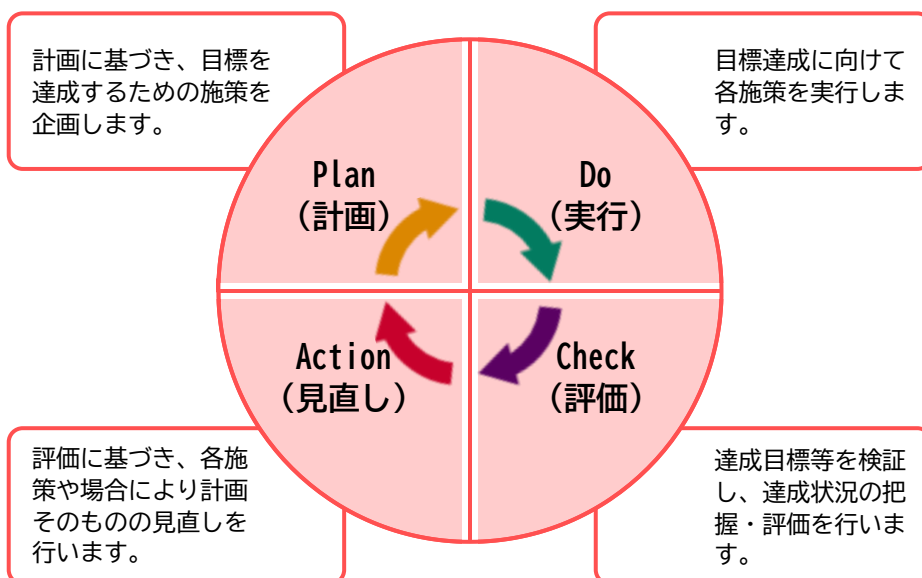 計画に基づき、目標を
達成するための施策を
企画します。
目標達成に向けて
各施策を実行しま
す。
Plan
（計画）
Do
（実行）
Action
（見直し）
Check
（評価）
評価に基づき、各施
策や場合により計画
そのものの見直しを
行います。
達成目標等を検証
し、達成状況の把
握・評価を行いま
す。